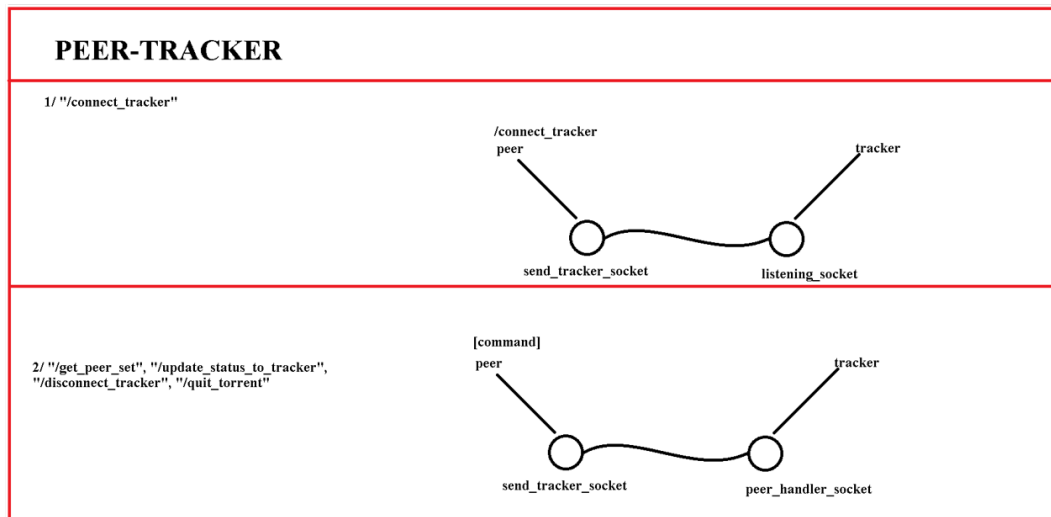 PEER-TRACKER
1/ "/connect_tracker"
/connect_tracker
peer
tracker
send_tracker_socket
listening_socket
[command]
peer
tracker
2/ "/get_peer_set", "/update_status_to_tracker",
"/disconnect_tracker", "/quit_torrent"
send_tracker_socket
peer_handler_socket